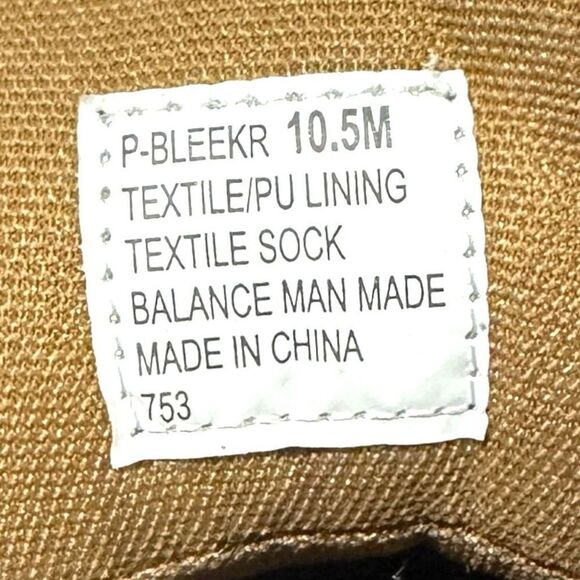 P-BLEEKR 10.5M
TEXTILE/PU LINING
TEXTILE SOCK
BALANCE MAN MADE
MADE IN CHINA
753